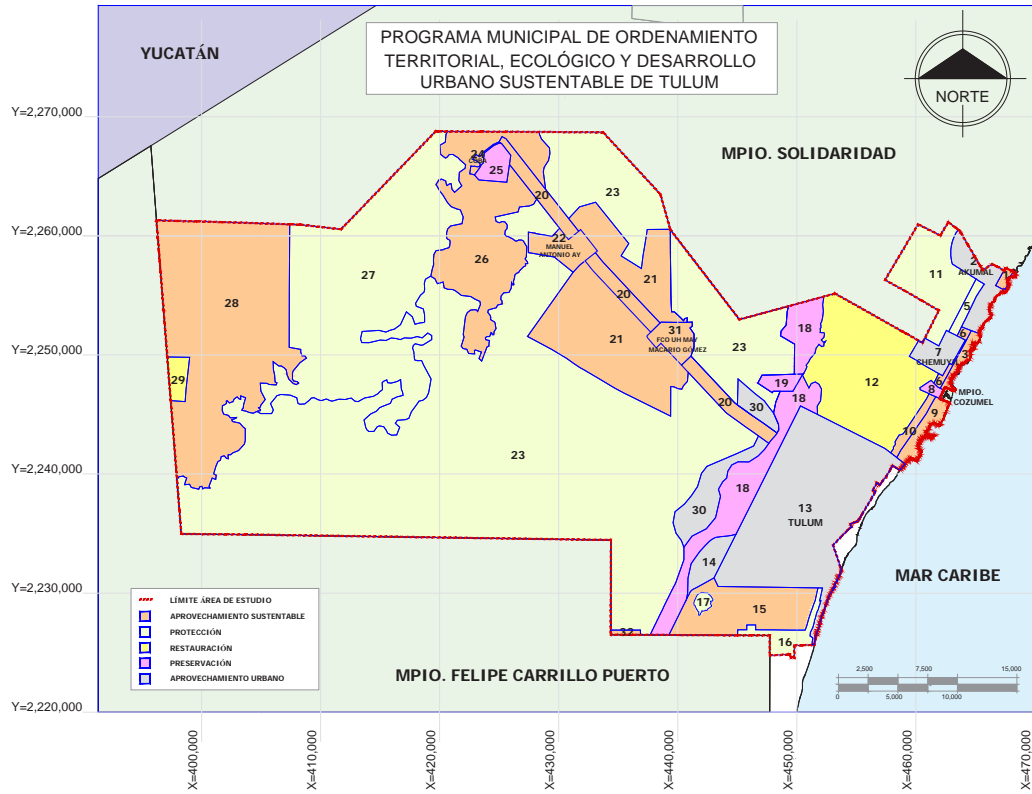 PROGRAMA MUNICIPAL DE ORDENAMIENTO
TERRITORIAL, ECOLÓGICO Y DESARROLLO
URBANO SUSTENTABLE DE TULUM
YUCATÁN
NORTE
Y=2,270,000
MPIO. SOLIDARIDAD
24
COBA
25
20
23
Y=2,260,000
22
MANUEL
ANTONIO AY
26
27
11
2
AKUMAL
1
28
20
21
5
31
FCO UH MAY
MACARIO GÓMEZ
21
23
18
6
7
CHEMUYIL
3
Y=2,250,000
29
19
12
6
8
MPIO.
COZUMEL
18
20
30
9
10
23
Y=2,240,000
18
30
13
TULUM
14
MAR CARIBE
Y=2,230,000
17
15
32
16
LÍMITE ÁREA DE ESTUDIO
APROVECHAMIENTO SUSTENTABLE
PROTECCIÓN
RESTAURACIÓN
PRESERVACIÓN
APROVECHAMIENTO URBANO
MPIO. FELIPE CARRILLO PUERTO
2,500 7,500 15,000
0 5,000 10,000
Y=2,220,000
X=400,000
X=410,000
X=420,000
X=430,000
X=440,000
X=450,000
X=460,000
X=470,000